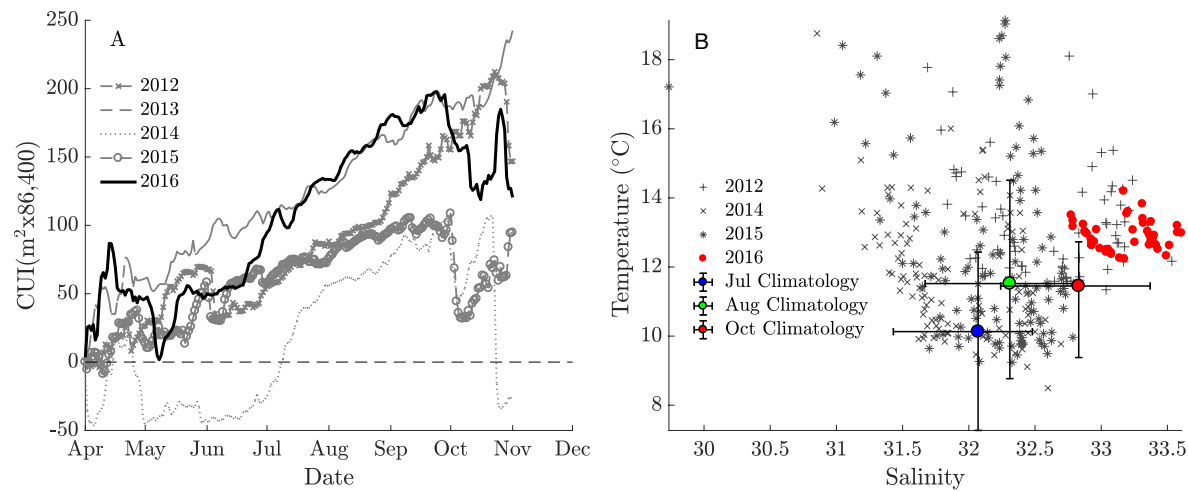 A
250
200
150
100
50
0
-50
CUI(m²x86,400)
2012
2013
2014
2015
2016
Apr May Jun Jul Aug Sep Oct Nov Dec
Date
B
18
16
14
12
10
8
Temperature (°C)
2012
2014
2015
2016
Jul Climatology
Aug Climatology
Oct Climatology
30 30.5 31 31.5 32 32.5 33 33.5
Salinity